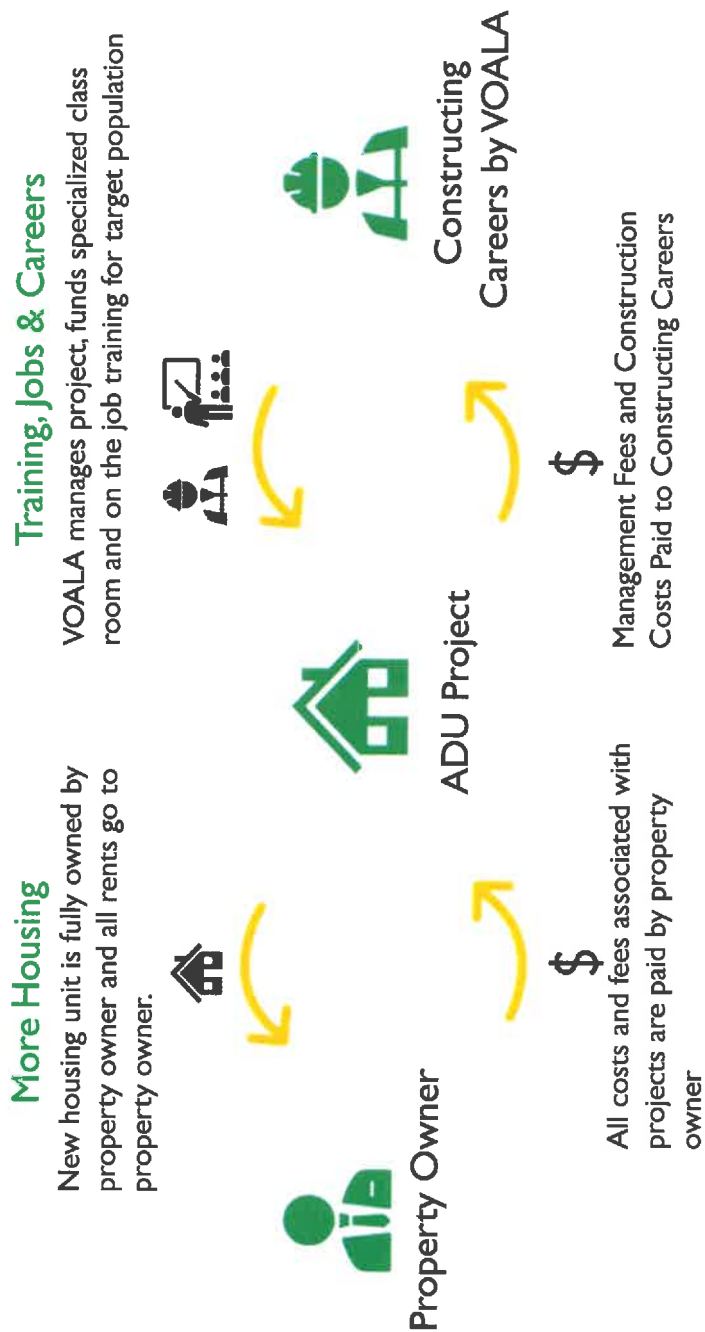 More Housing
New housing unit is fully owned by
property owner and all rents go to
property owner.
Training, Jobs & Careers
VOALA manages project, funds specialized class
room and on the job training for target population
Property Owner
ADU Project
Constructing
Careers by VOALA
$
All costs and fees associated with
projects are paid by property
owner
$
Management Fees and Construction
Costs Paid to Constructing Careers